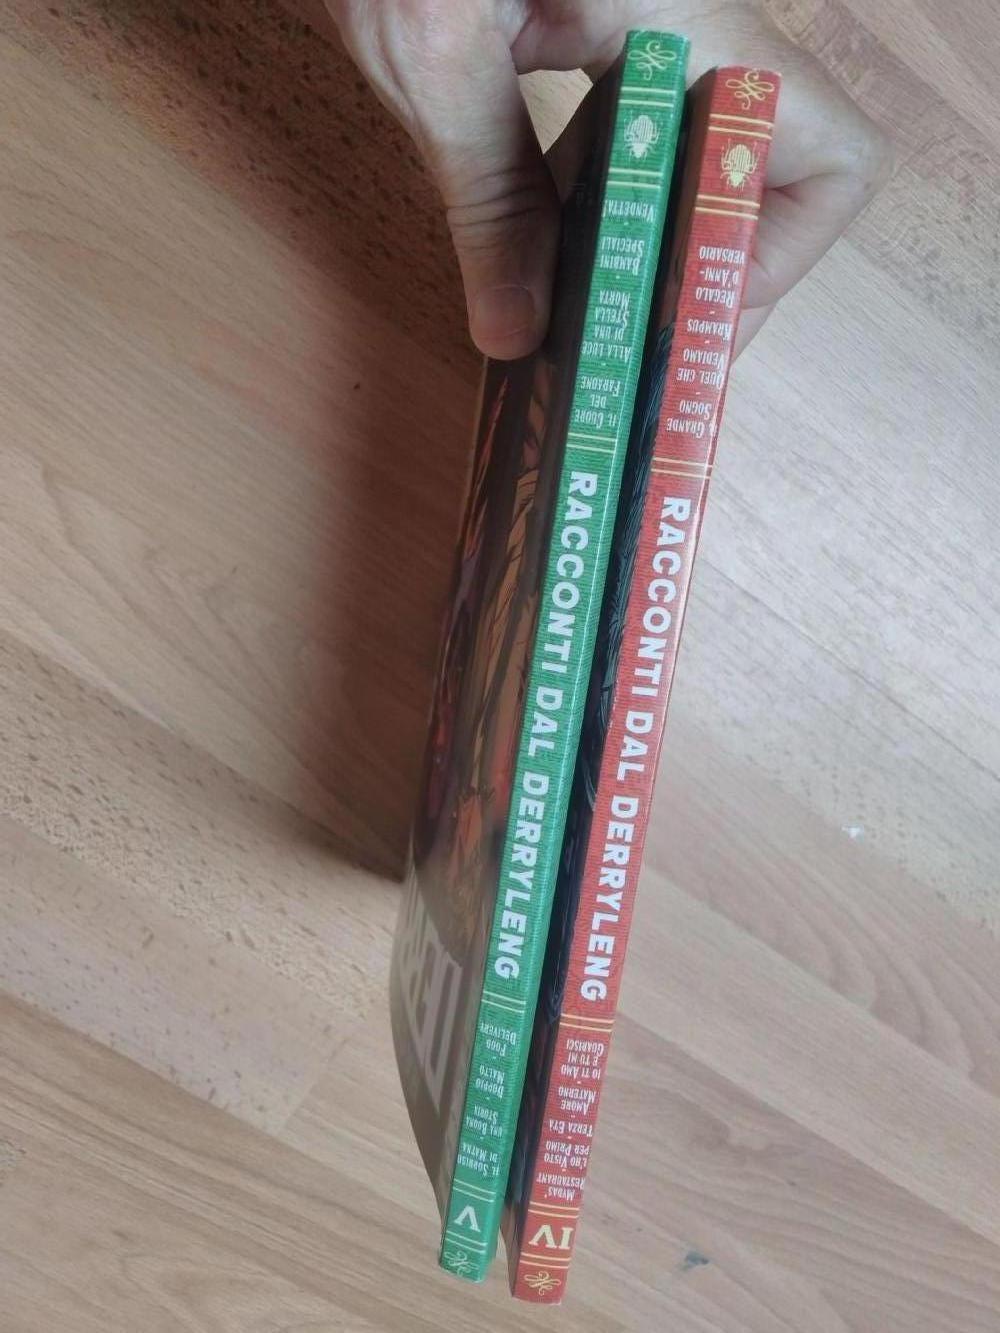 V
IL SORRISO
DI
UNA BUONA
STORIA
-
DOPPIO
MALTO
-
FOOD
DELIVERY
RACCONTI DAL DERRYLENG
IL CUORE
DEL
FARAONE
-
ALLA LUCE
DI UNA
STELLA
MORTA
-
BAMBINI
SPECIALI
-
VENDETTA!
IV
MYDAS'
RESTAURANT
-
L'HO VISTO
PER PRIMO
-
TERZA ETÀ
-
AMORE
MATERNO
-
IO TI AMO
E TU MI
GUARISCI
RACCONTI DAL DERRYLENG
IL GRANDE
SOGNO
-
QUEL CHE
VEDIAMO
-
KRAMPUS
-
REGALO
D'ANNI-
VERSARIO